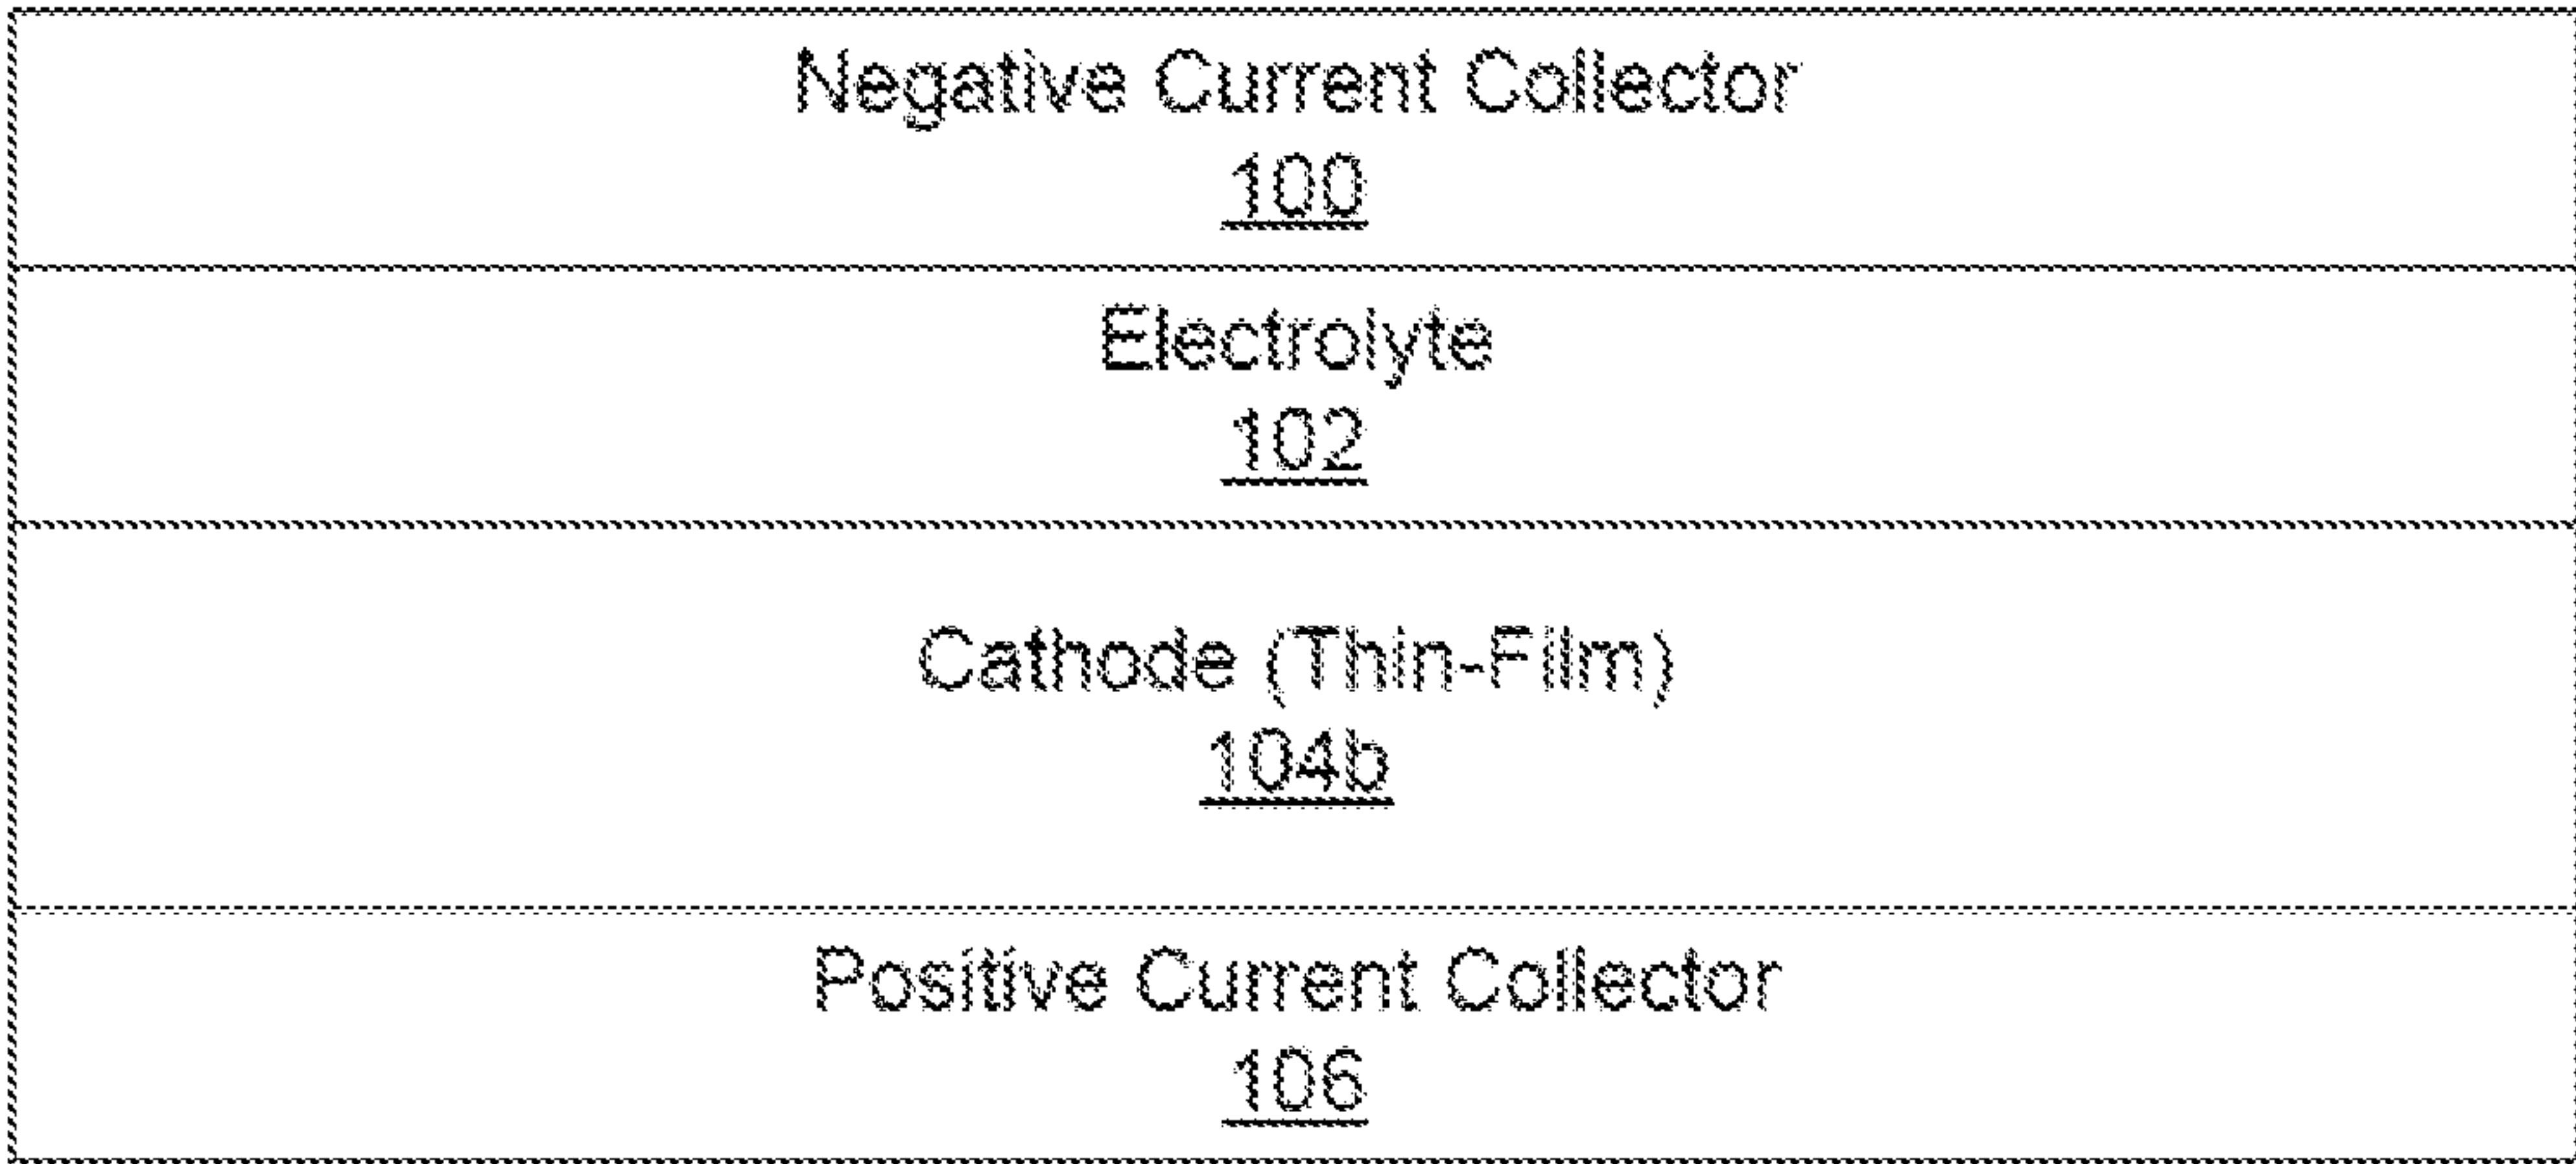 Negative Current Collector
100
Electrolyte
102
Cathode (Thin-Film)
104b
Positive Current Collector
106